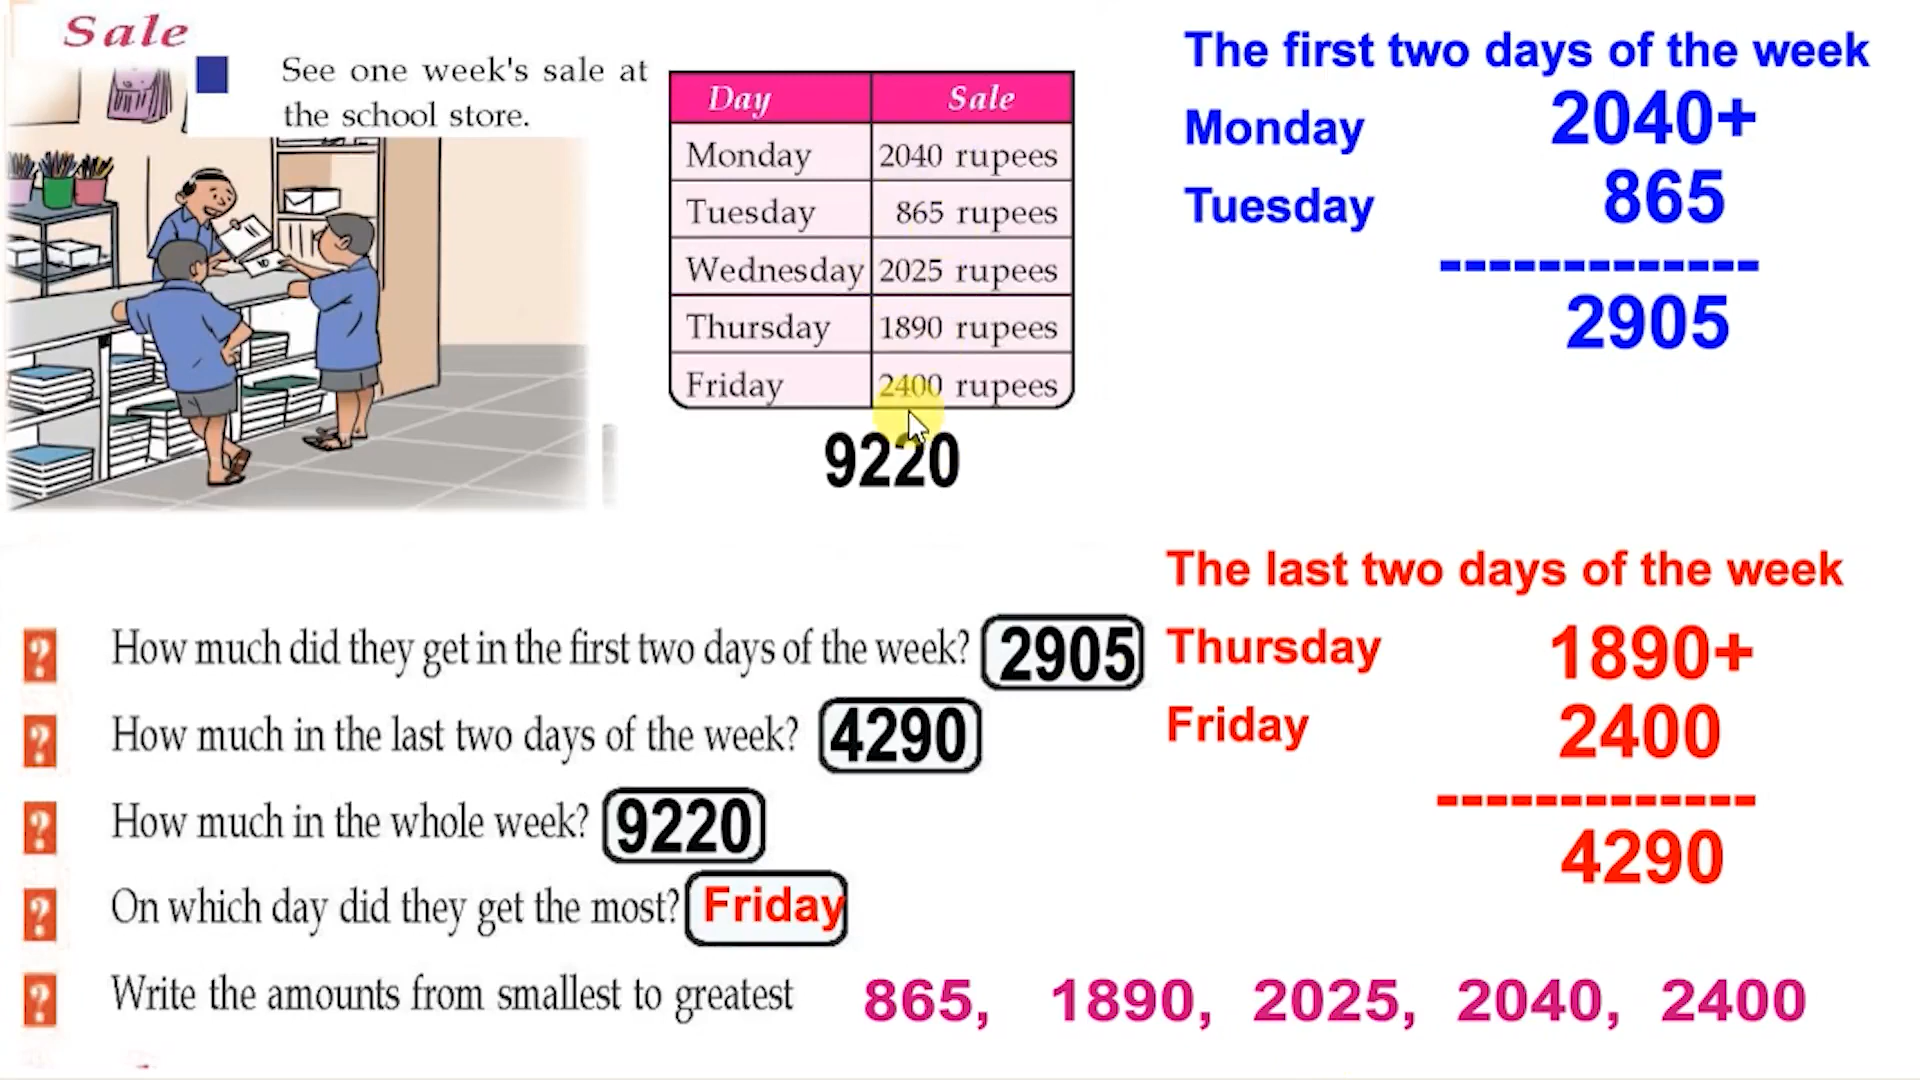 Sale
See one week's sale at
the school store.
Day Sale
Monday 2040 rupees
Tuesday 865 rupees
Wednesday 2025 rupees
Thursday 1890 rupees
Friday 2400 rupees
9220
The first two days of the week
Monday 2040+
Tuesday 865
-------------
2905
The last two days of the week
Thursday 1890+
Friday 2400
-------------
4290
? How much did they get in the first two days of the week? 2905
? How much in the last two days of the week? 4290
? How much in the whole week? 9220
? On which day did they get the most? Friday
? Write the amounts from smallest to greatest 865, 1890, 2025, 2040, 2400